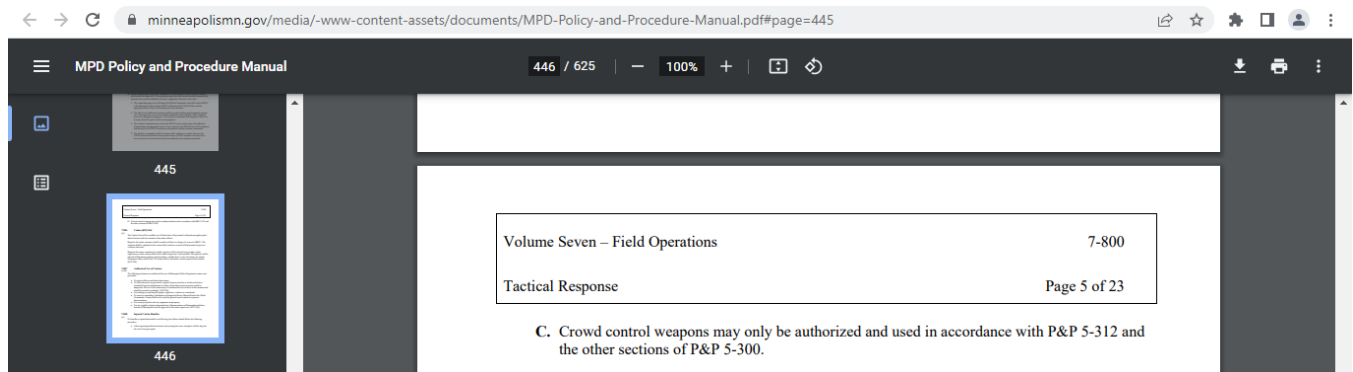 minneapolismn.gov/media/-www-content-assets/documents/MPD-Policy-and-Procedure-Manual.pdf#page=445
MPD Policy and Procedure Manual
446 / 625
100%
445
446
Volume Seven – Field Operations
7-800
Tactical Response
Page 5 of 23
C. Crowd control weapons may only be authorized and used in accordance with P&P 5-312 and
the other sections of P&P 5-300.